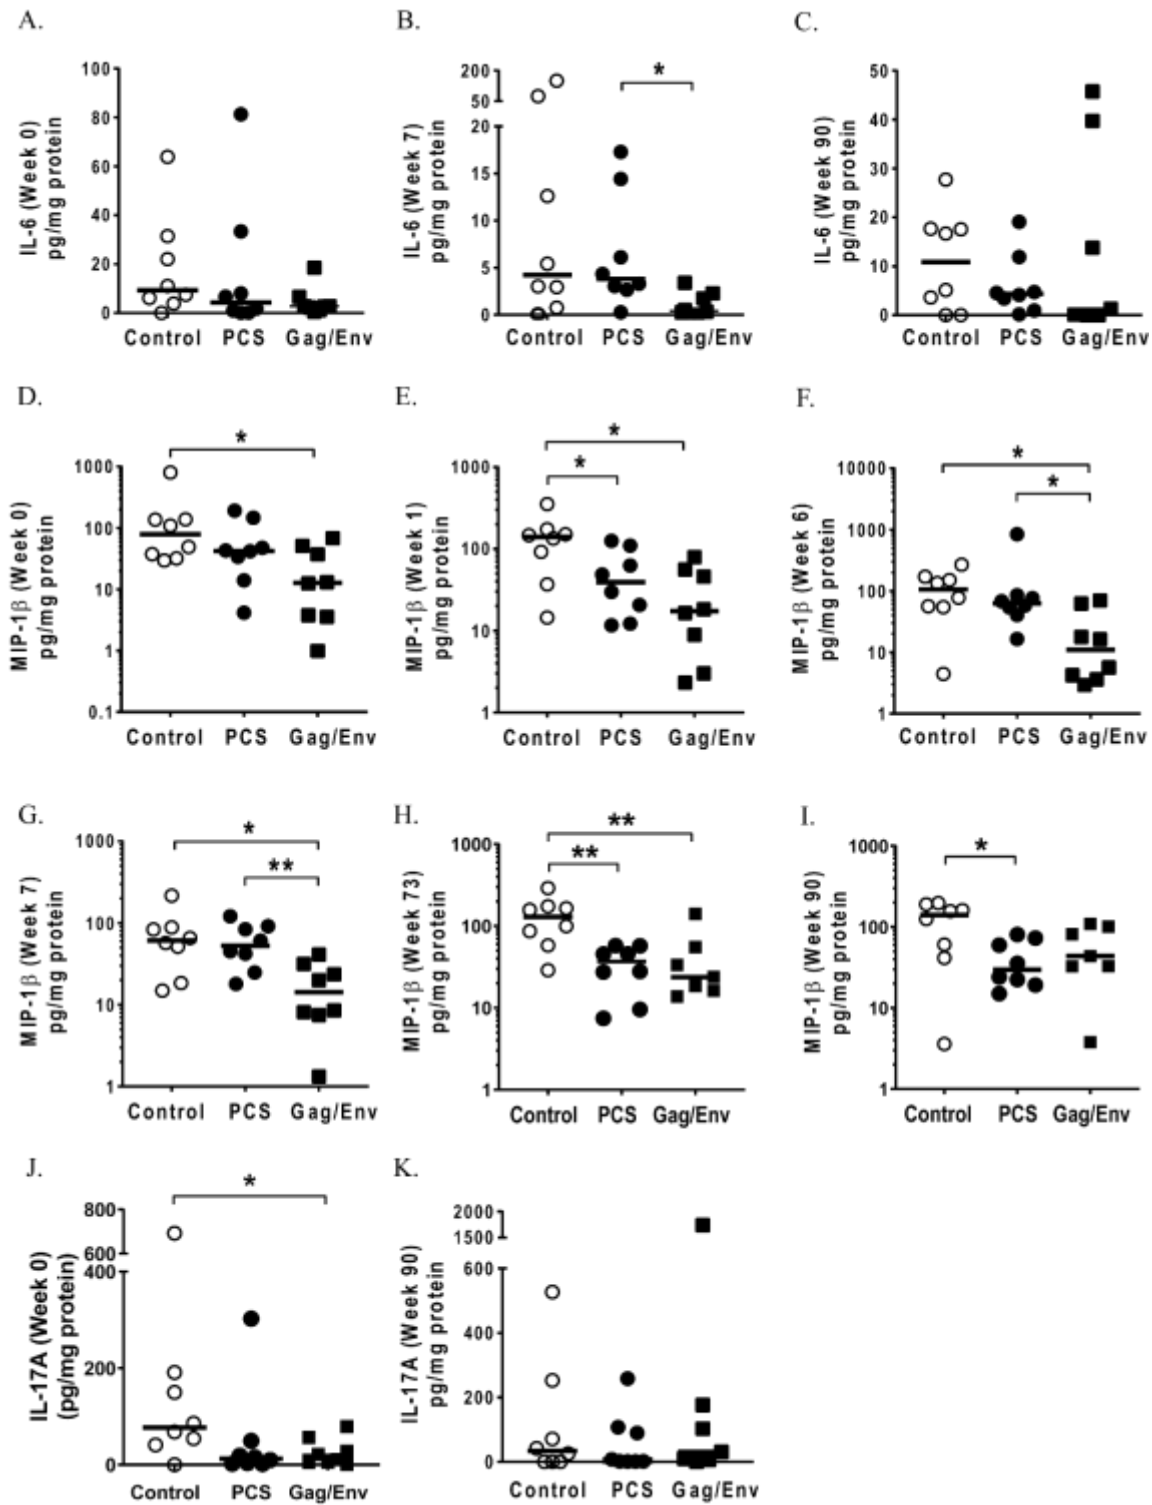 A.
IL-6 (Week 0)
pg/mg protein
100
80
60
40
20
0
Control PCS Gag/Env
B.
IL-6 (Week 7)
pg/mg protein
200
50
20
15
10
5
0
*
Control PCS Gag/Env
C.
IL-6 (Week 90)
pg/mg protein
50
40
30
20
10
0
Control PCS Gag/Env
D.
MIP-1β (Week 0)
pg/mg protein
1000
100
10
1
0.1
*
Control PCS Gag/Env
E.
MIP-1β (Week 1)
pg/mg protein
1000
100
10
1
*
*
Control PCS Gag/Env
F.
MIP-1β (Week 6)
pg/mg protein
10000
1000
100
10
1
*
*
Control PCS Gag/Env
G.
MIP-1β (Week 7)
pg/mg protein
1000
100
10
1
*
**
Control PCS Gag/Env
H.
MIP-1β (Week 73)
pg/mg protein
1000
100
10
1
**
**
Control PCS Gag/Env
I.
MIP-1β (Week 90)
pg/mg protein
1000
100
10
1
*
Control PCS Gag/Env
J.
IL-17A (Week 0)
(pg/mg protein)
800
600
400
200
0
*
Control PCS Gag/Env
K.
IL-17A (Week 90)
pg/mg protein
2000
1500
600
400
200
0
Control PCS Gag/Env